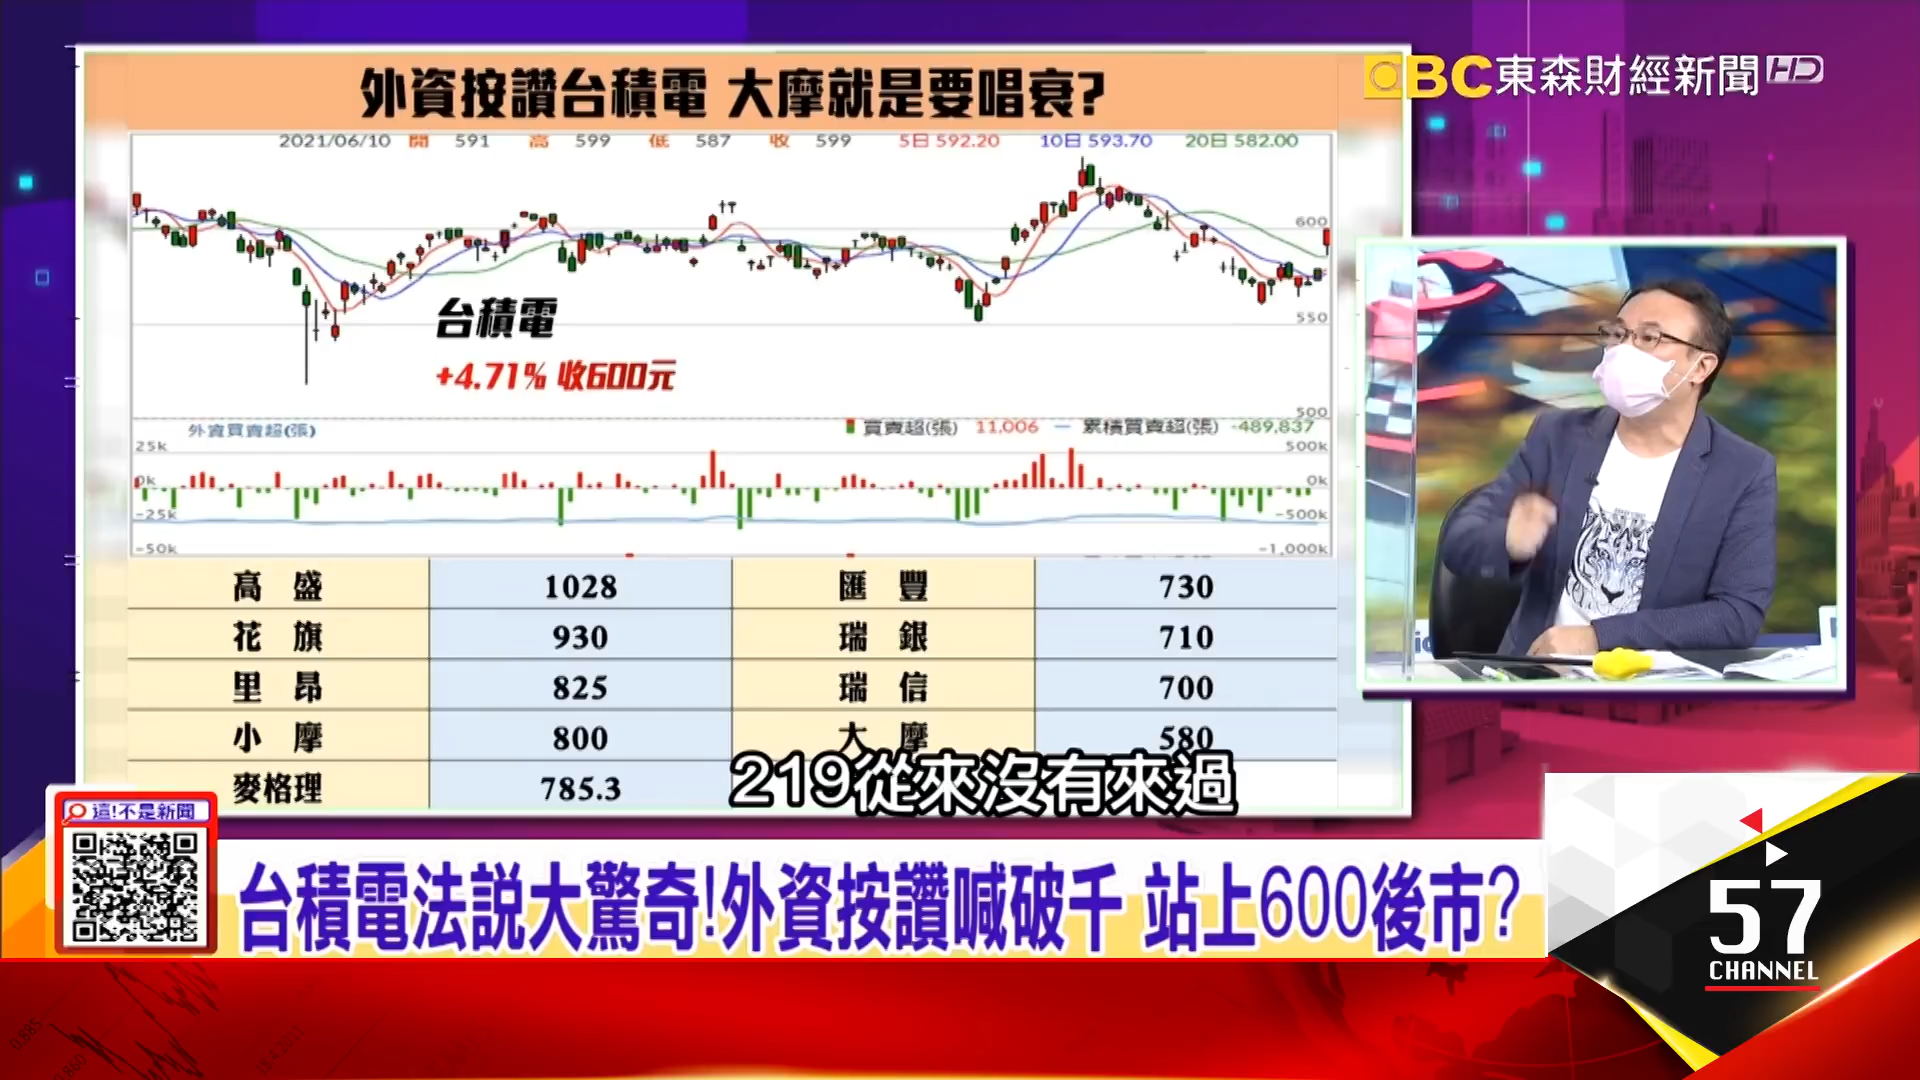 外資按讚台積電 大摩就是要唱衰?
EBC東森財經新聞HD
2021/06/10 開 591 高 599 低 587 收 599 5日 592.20 10日 593.70 20日 582.00
600
550
500
台積電
+4.71% 收600元
外資買賣超(張) 買賣超(張) 11,006 累積買賣超(張) -489,837
25k 500k
0k 0k
-25k -500k
-50k -1,000k
高盛 1028 匯豐 730
花旗 930 瑞銀 710
里昂 825 瑞信 700
小摩 800 大摩 580
麥格理 785.3
219從來沒有來過
這!不是新聞
台積電法說大驚奇!外資按讚喊破千 站上600後市?
57
CHANNEL
0.885
0.860
15.4.2011